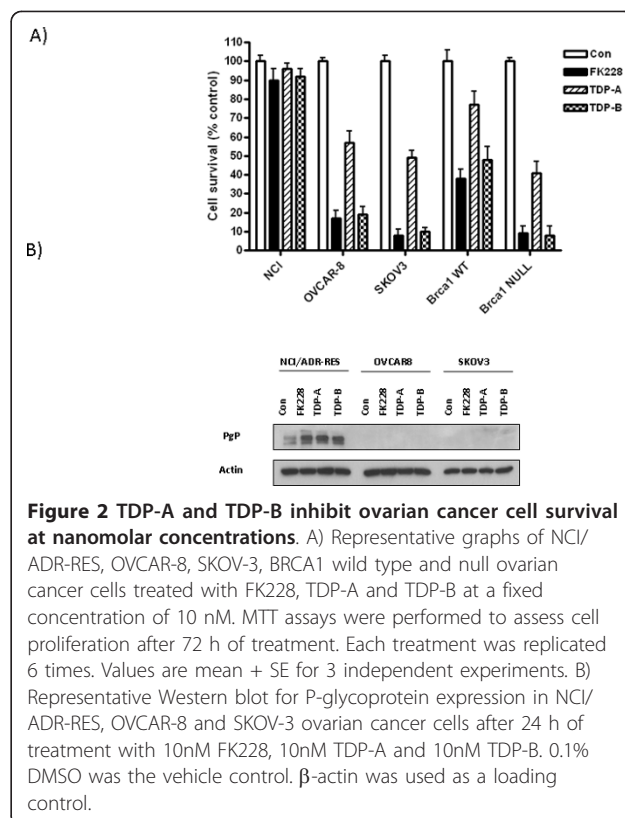 A)
110
100
90
80
70
60
50
40
30
20
10
0
Cell survival (% control)
Con
FK228
TDP-A
TDP-B
NCI
OVCAR-8
SKOV3
Brca1 WT
Brca1 NULL
B)
NCI/ADR-RES
OVCAR8
SKOV3
Con
FK228
TDP-A
TDP-B
Con
FK228
TDP-A
TDP-B
Con
FK228
TDP-A
TDP-B
PgP
Actin
Figure 2 TDP-A and TDP-B inhibit ovarian cancer cell survival
at nanomolar concentrations. A) Representative graphs of NCI/
ADR-RES, OVCAR-8, SKOV-3, BRCA1 wild type and null ovarian
cancer cells treated with FK228, TDP-A and TDP-B at a fixed
concentration of 10 nM. MTT assays were performed to assess cell
proliferation after 72 h of treatment. Each treatment was replicated
6 times. Values are mean + SE for 3 independent experiments. B)
Representative Western blot for P-glycoprotein expression in NCI/
ADR-RES, OVCAR-8 and SKOV-3 ovarian cancer cells after 24 h of
treatment with 10nM FK228, 10nM TDP-A and 10nM TDP-B. 0.1%
DMSO was the vehicle control. β-actin was used as a loading
control.